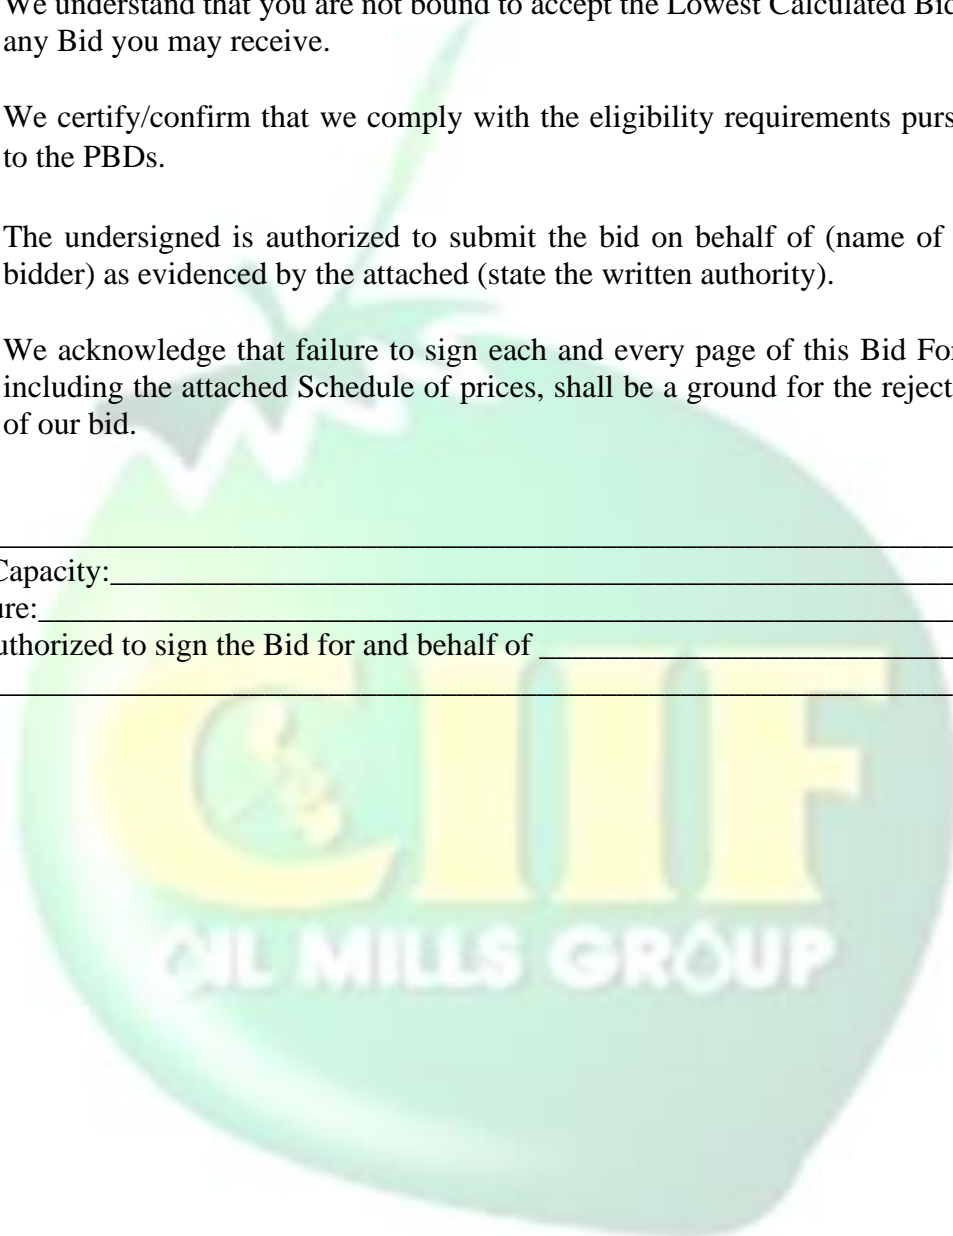 We understand that you are not bound to accept the Lowest Calculated Bid
any Bid you may receive.
We certify/confirm that we comply with the eligibility requirements purs
to the PBDs.
The undersigned is authorized to submit the bid on behalf of (name of
bidder) as evidenced by the attached (state the written authority).
We acknowledge that failure to sign each and every page of this Bid For
including the attached Schedule of prices, shall be a ground for the reject
of our bid.
Capacity:
ure:
uthorized to sign the Bid for and behalf of
CIIF
OIL MILLS GROUP